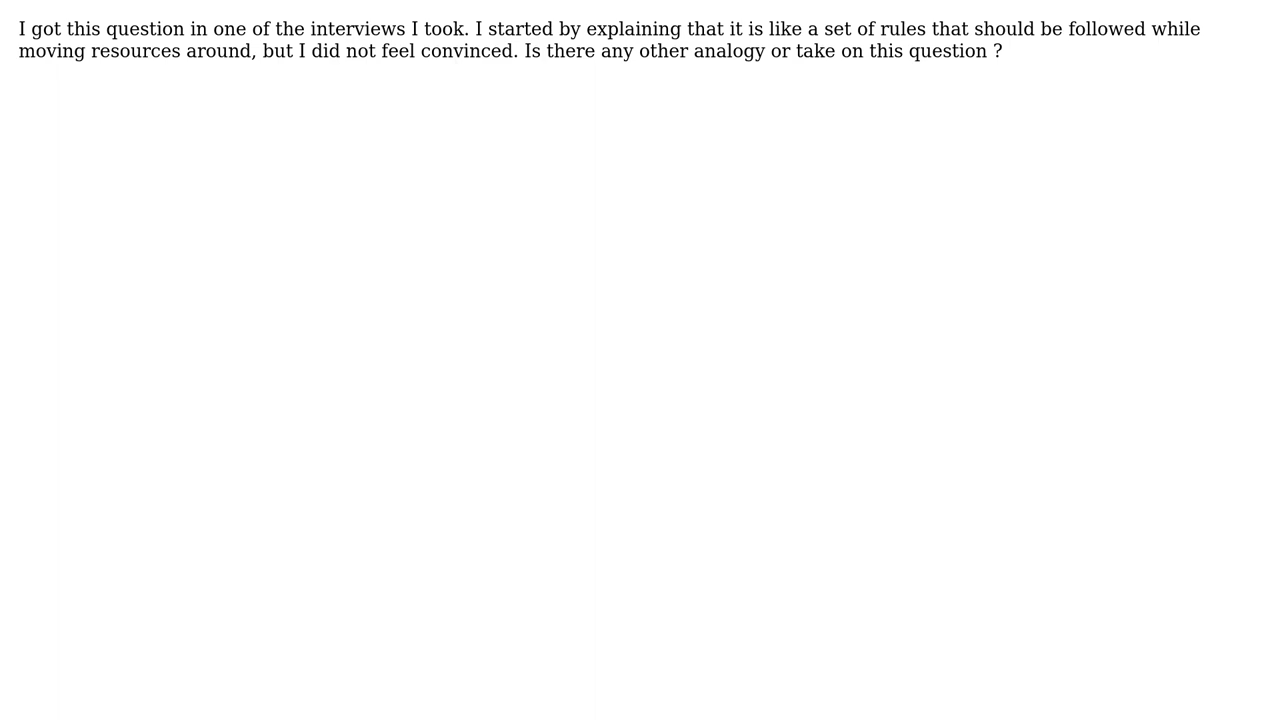 I got this question in one of the interviews I took. I started by explaining that it is like a set of rules that should be followed while
moving resources around, but I did not feel convinced. Is there any other analogy or take on this question ?